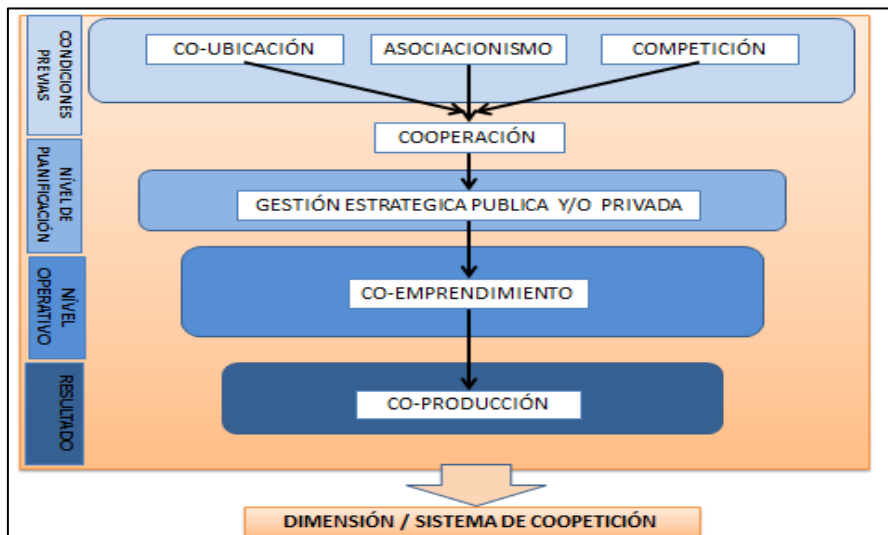 CONDICIONES
PREVIAS
CO-UBICACIÓN
ASOCIACIONISMO
COMPETICIÓN
COOPERACIÓN
NÍVEL DE
PLANIFICACIÓN
GESTIÓN ESTRATEGICA PUBLICA Y/O PRIVADA
NÍVEL
OPERATIVO
CO-EMPRENDIMIENTO
RESULTADO
CO-PRODUCCIÓN
DIMENSIÓN / SISTEMA DE COOPETICIÓN